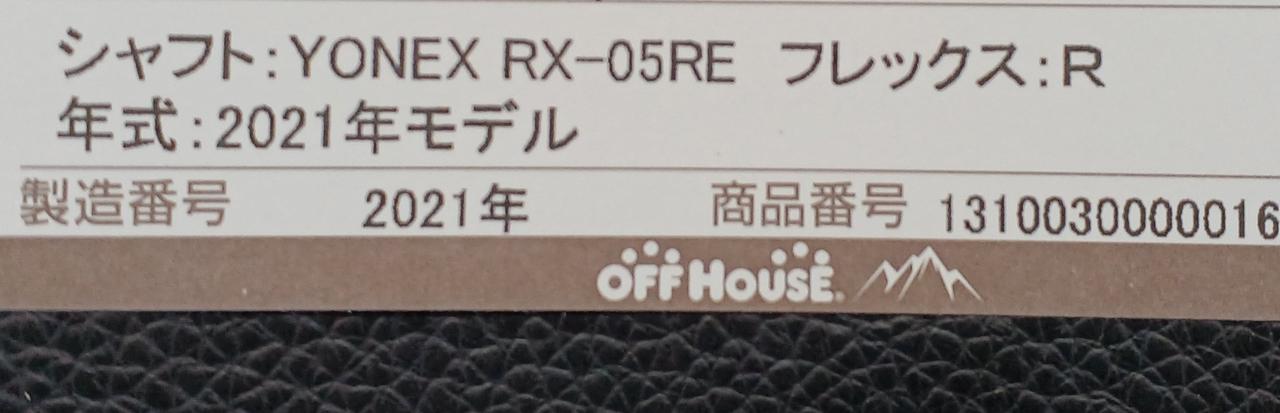 シャフト:YONEX RX-05RE フレックス:R
年式:2021年モデル
製造番号 2021年 商品番号 1310030000016
OFF HOUSE.